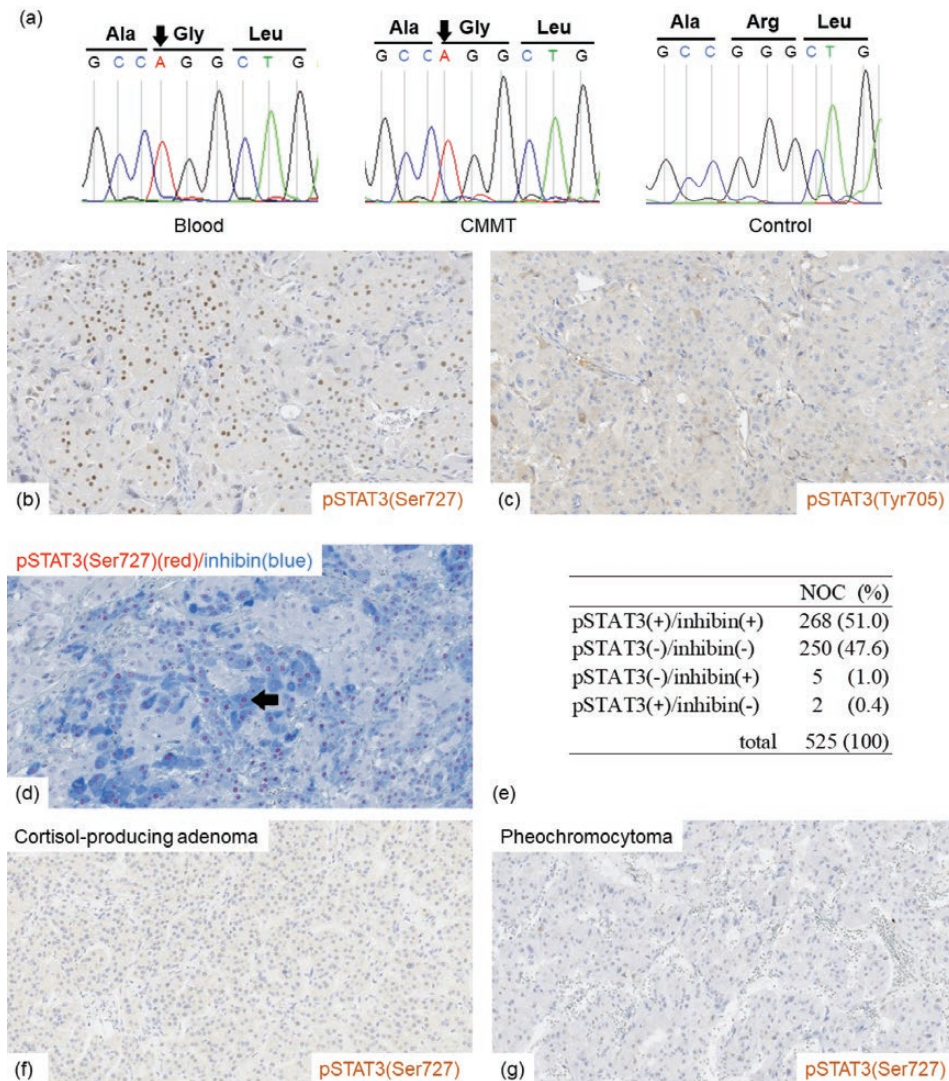 (a)
Ala Gly Leu
G C C A G G C T G
Blood
Ala Gly Leu
G C C A G G C T G
CMMT
Ala Arg Leu
G C C G G G C T G
Control
(b)
pSTAT3(Ser727)
(c)
pSTAT3(Tyr705)
pSTAT3(Ser727)(red)/inhibin(blue)
(d)
NOC (%)
pSTAT3(+)/inhibin(+) 268 (51.0)
pSTAT3(-)/inhibin(-) 250 (47.6)
pSTAT3(-)/inhibin(+) 5 (1.0)
pSTAT3(+)/inhibin(-) 2 (0.4)
total 525 (100)
(e)
Cortisol-producing adenoma
(f)
pSTAT3(Ser727)
Pheochromocytoma
(g)
pSTAT3(Ser727)